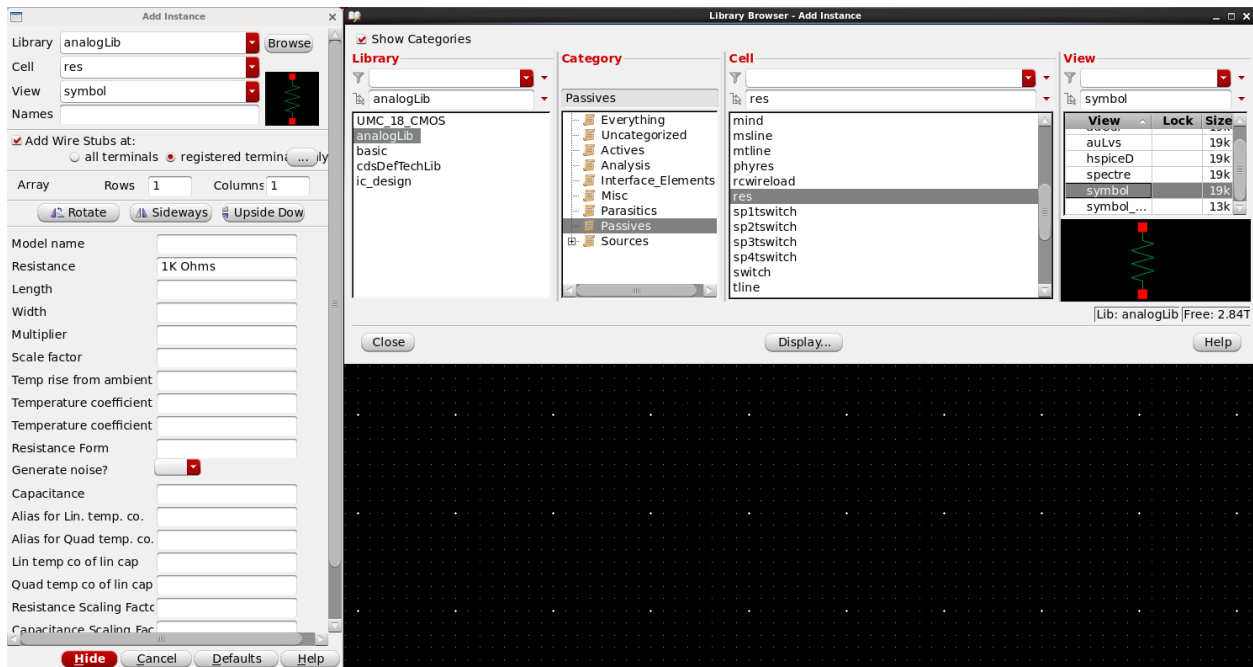 Add Instance
Library analogLib Browse
Cell res
View symbol
Names
Add Wire Stubs at:
all terminals registered termina ... ly
Array Rows 1 Columns 1
Rotate Sideways Upside Dow
Model name
Resistance 1K Ohms
Length
Width
Multiplier
Scale factor
Temp rise from ambient
Temperature coefficient
Temperature coefficient
Resistance Form
Generate noise?
Capacitance
Alias for Lin. temp. co.
Alias for Quad temp. co.
Lin temp co of lin cap
Quad temp co of lin cap
Resistance Scaling Factc
Capacitance Scaling Fac
Hide Cancel Defaults Help
Library Browser - Add Instance
Show Categories
Library
analogLib
UMC_18_CMOS
analogLib
basic
cdsDefTechLib
ic_design
Category
Passives
Everything
Uncategorized
Actives
Analysis
Interface_Elements
Misc
Parasitics
Passives
Sources
Cell
res
mind
msline
mtline
phyres
rcwireload
res
sp1tswitch
sp2tswitch
sp3tswitch
sp4tswitch
switch
tline
View
symbol
View Lock Size
auLvs 19k
hspiceD 19k
spectre 19k
symbol 19k
symbol_... 13k
Lib: analogLib Free: 2.84T
Close Display... Help